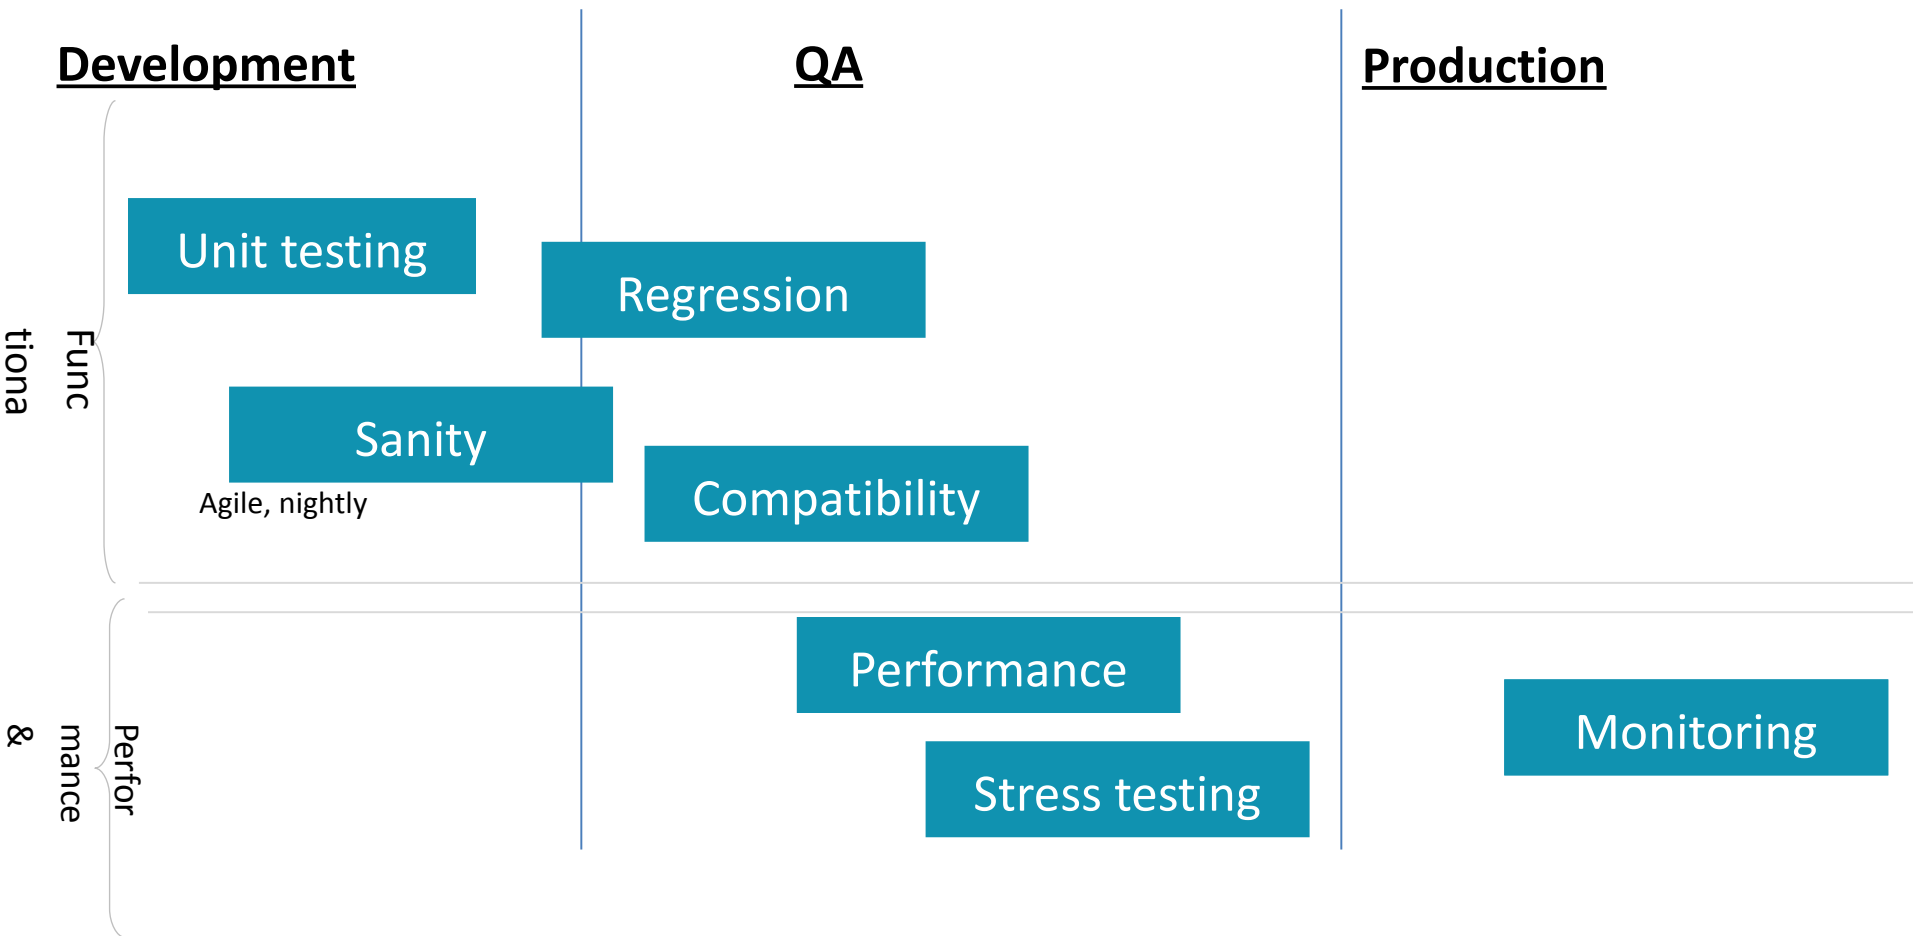 Development
QA
Production
Unit testing
Regression
Func
tiona
Sanity
Agile, nightly
Compatibility
Performance
Perfor
mance
&
Monitoring
Stress testing